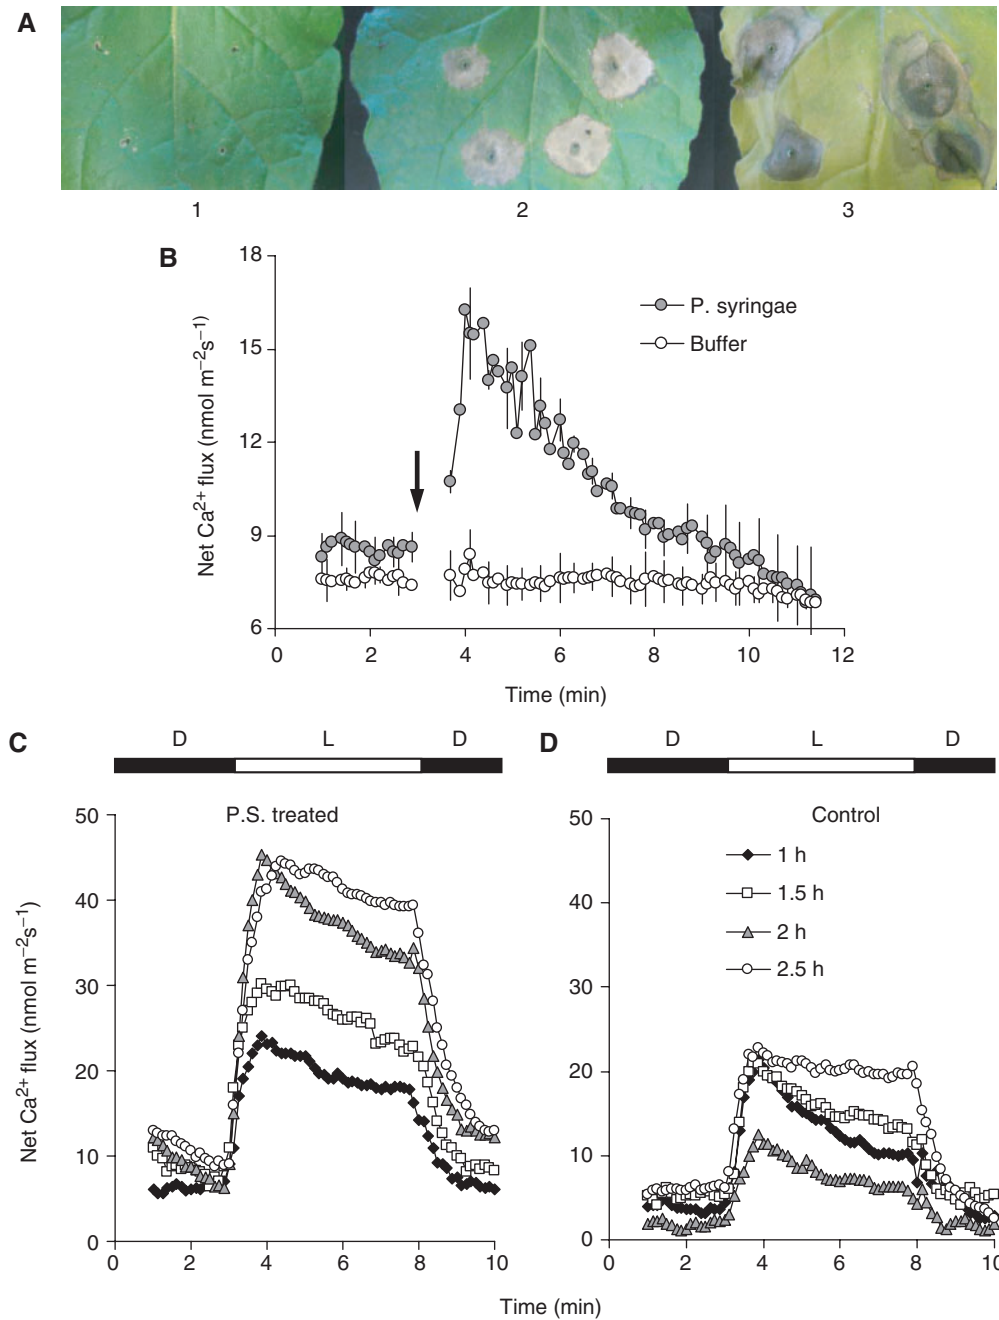 A
1 2 3
B
18
15
12
9
6
Net Ca²⁺ flux (nmol m⁻²s⁻¹)
P. syringae
Buffer
0 2 4 6 8 10 12
Time (min)
C
D L D
P.S. treated
50
40
30
20
10
0
Net Ca²⁺ flux (nmol m⁻²s⁻¹)
0 2 4 6 8 10
D
D L D
Control
1 h
1.5 h
2 h
2.5 h
50
40
30
20
10
0
0 2 4 6 8 10
Time (min)